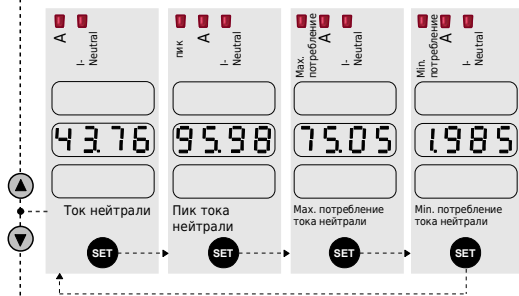 A
I-
Neutral
43.76
Ток нейтрали
SET
пик
A
I-
Neutral
95.98
Пик тока
нейтрали
SET
Max.
потребление
A
I-
Neutral
75.05
Max. потребление
тока нейтрали
SET
Min.
потребление
A
I-
Neutral
1.985
Min. потребление
тока нейтрали
SET